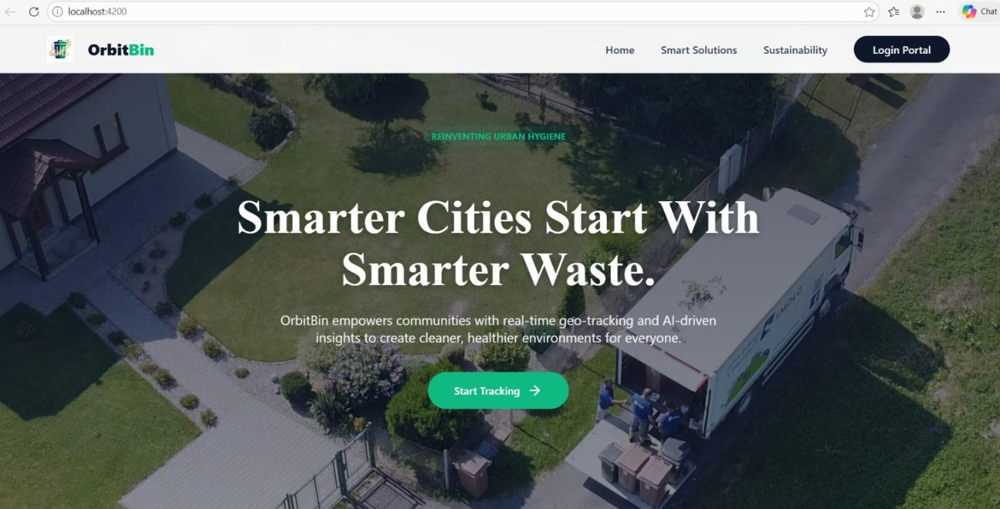 localhost:4200
Chat
OrbitBin
Home
Smart Solutions
Sustainability
Login Portal
REINVENTING URBAN HYGIENE
Smarter Cities Start With
Smarter Waste.
OrbitBin empowers communities with real-time geo-tracking and AI-driven
insights to create cleaner, healthier environments for everyone.
Start Tracking
SMOLO